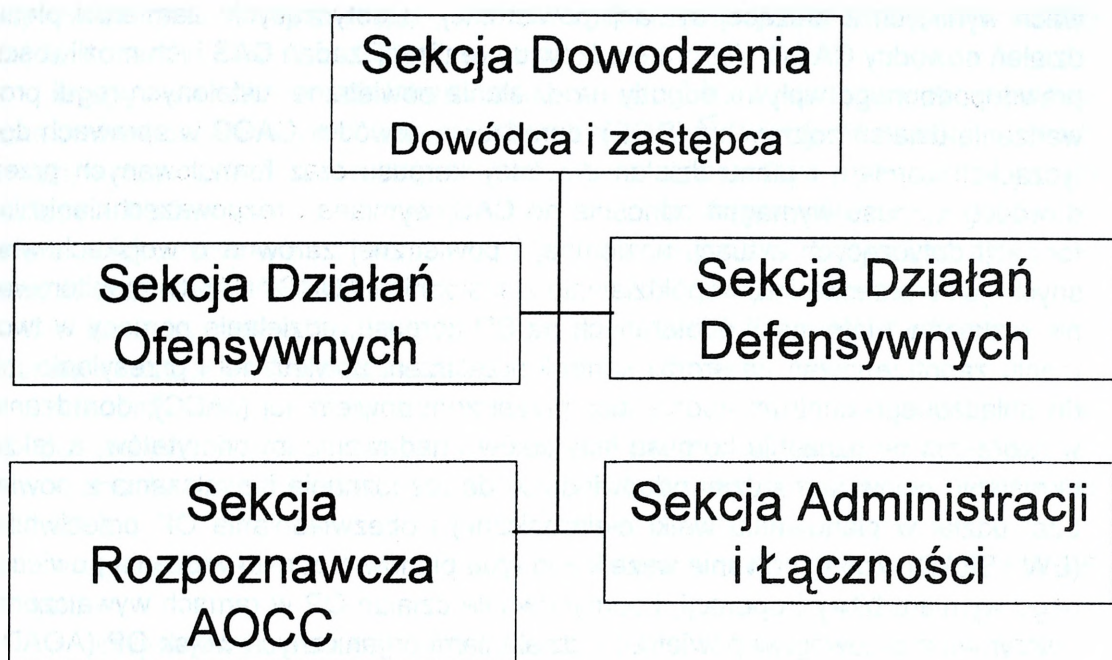 Sekcja Dowodzenia
Dowódca i zastępca
Sekcja Działań
Ofensywnych
Sekcja Działań
Defensywnych
Sekcja
Rozpoznawcza
AOCC
Sekcja Administracji
i Łączności